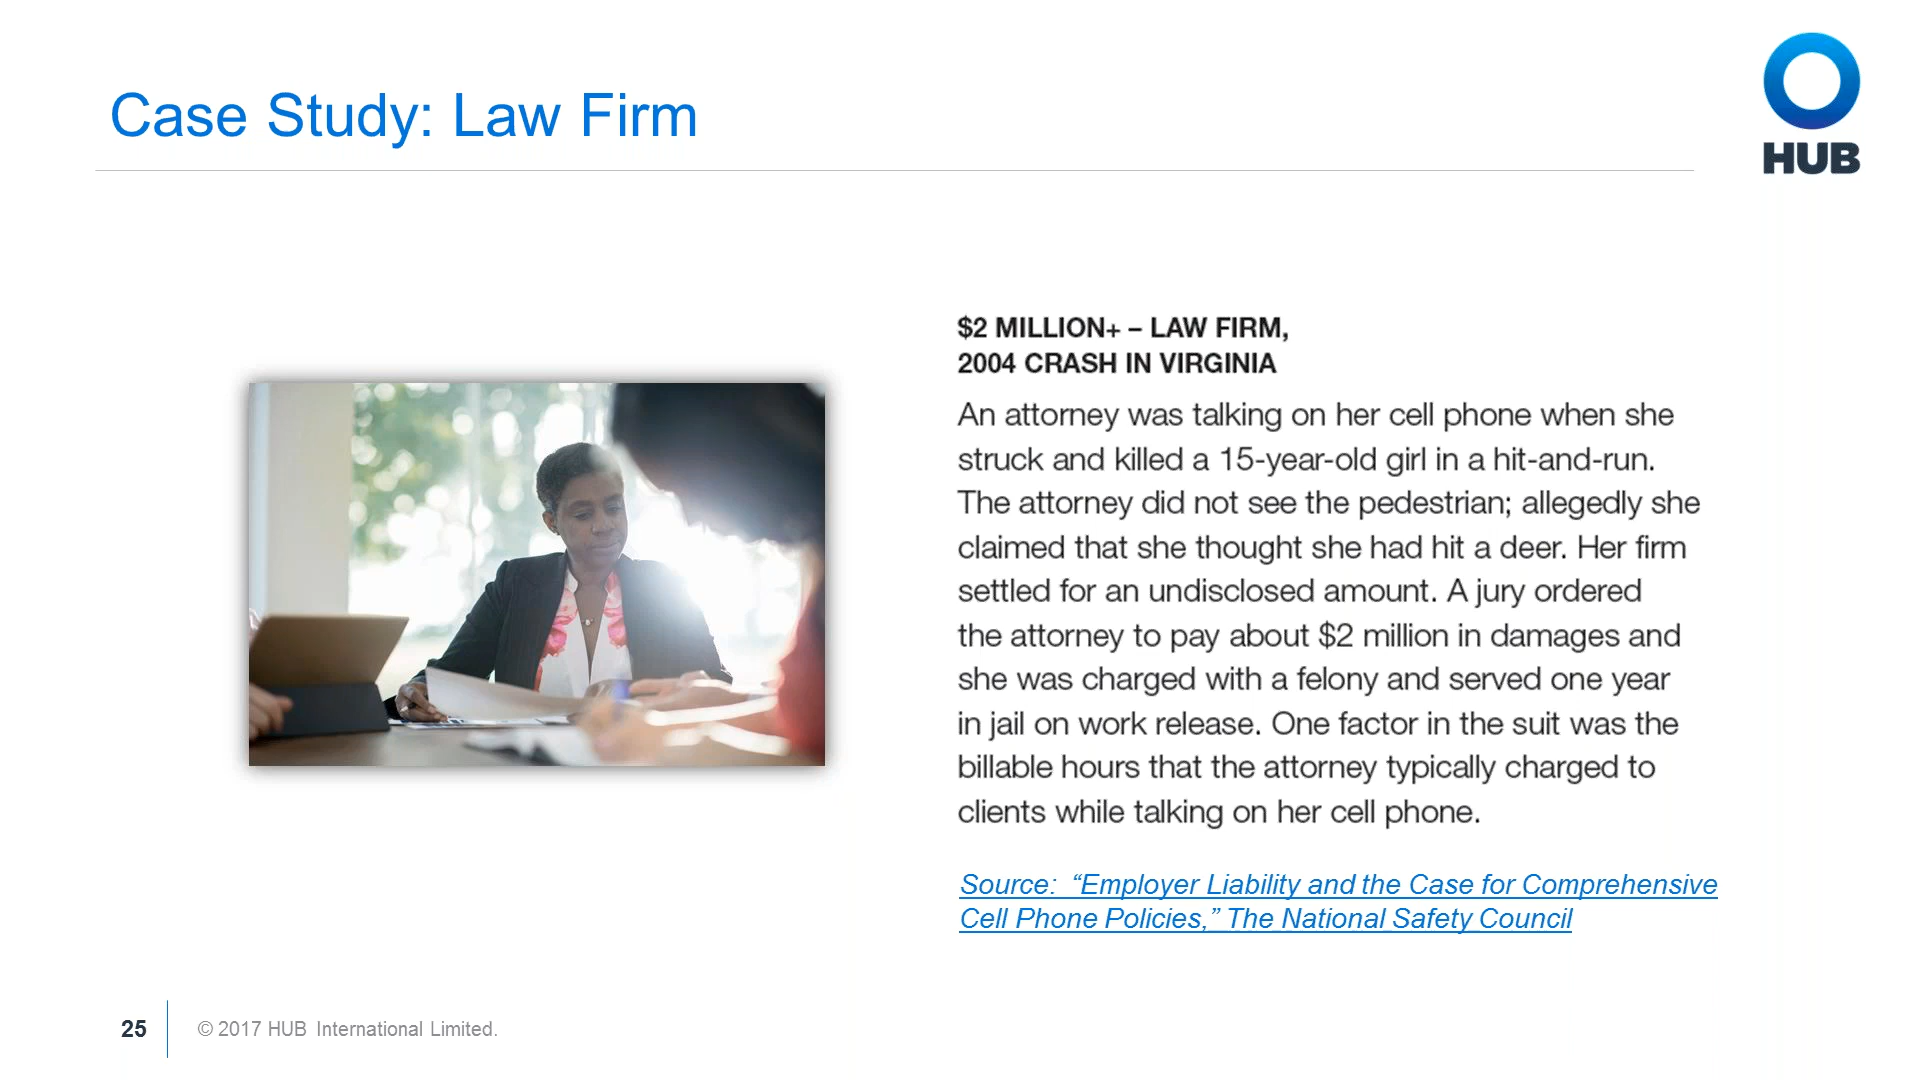 Case Study: Law Firm
HUB
$2 MILLION+ – LAW FIRM,
2004 CRASH IN VIRGINIA
An attorney was talking on her cell phone when she
struck and killed a 15-year-old girl in a hit-and-run.
The attorney did not see the pedestrian; allegedly she
claimed that she thought she had hit a deer. Her firm
settled for an undisclosed amount. A jury ordered
the attorney to pay about $2 million in damages and
she was charged with a felony and served one year
in jail on work release. One factor in the suit was the
billable hours that the attorney typically charged to
clients while talking on her cell phone.
Source:  “Employer Liability and the Case for Comprehensive
Cell Phone Policies,” The National Safety Council
25
© 2017 HUB International Limited.